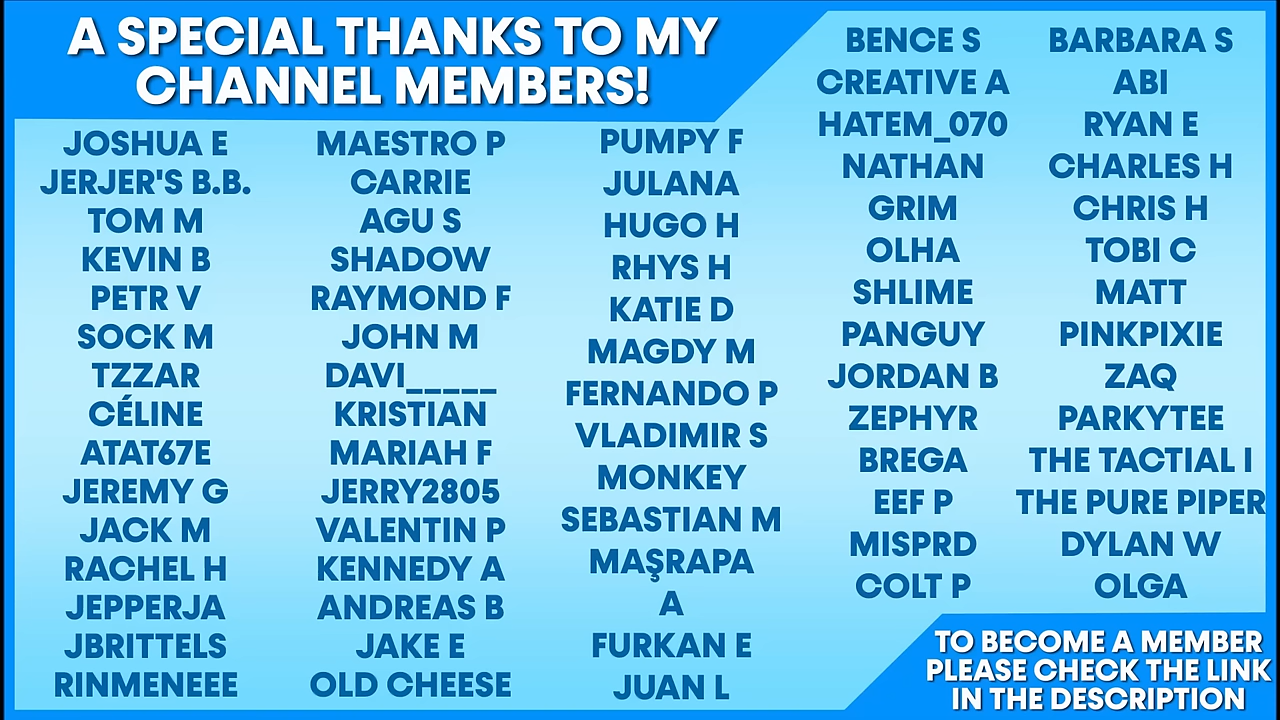 A SPECIAL THANKS TO MY
CHANNEL MEMBERS!
JOSHUA E
JERJER'S B.B.
TOM M
KEVIN B
PETR V
SOCK M
TZZAR
CÉLINE
ATAT67E
JEREMY G
JACK M
RACHEL H
JEPPERJA
JBRITTELS
RINMENEEE
MAESTRO P
CARRIE
AGU S
SHADOW
RAYMOND F
JOHN M
DAVI_____
KRISTIAN
MARIAH F
JERRY2805
VALENTIN P
KENNEDY A
ANDREAS B
JAKE E
OLD CHEESE
PUMPY F
JULANA
HUGO H
RHYS H
KATIE D
MAGDY M
FERNANDO P
VLADIMIR S
MONKEY
SEBASTIAN M
MAŞRAPA
A
FURKAN E
JUAN L
BENCE S
CREATIVE A
HATEM_070
NATHAN
GRIM
OLHA
SHLIME
PANGUY
JORDAN B
ZEPHYR
BREGA
EEF P
MISPRD
COLT P
BARBARA S
ABI
RYAN E
CHARLES H
CHRIS H
TOBI C
MATT
PINKPIXIE
ZAQ
PARKYTEE
THE TACTIAL I
THE PURE PIPER
DYLAN W
OLGA
TO BECOME A MEMBER
PLEASE CHECK THE LINK
IN THE DESCRIPTION